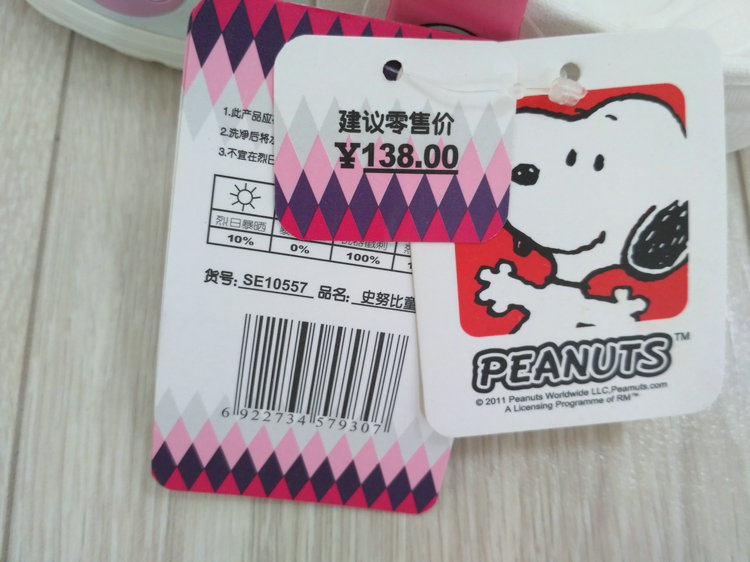 1.此产品应
2.洗净后将
3.不宜在烈日
建议零售价
¥138.00
烈日暴晒
10% 0% 100%
货号: SE10557 品名: 史努比童
6 922734 579307
PEANUTS™
© 2011 Peanuts Worldwide LLC, Peanuts.com
A Licensing Programme of RM™